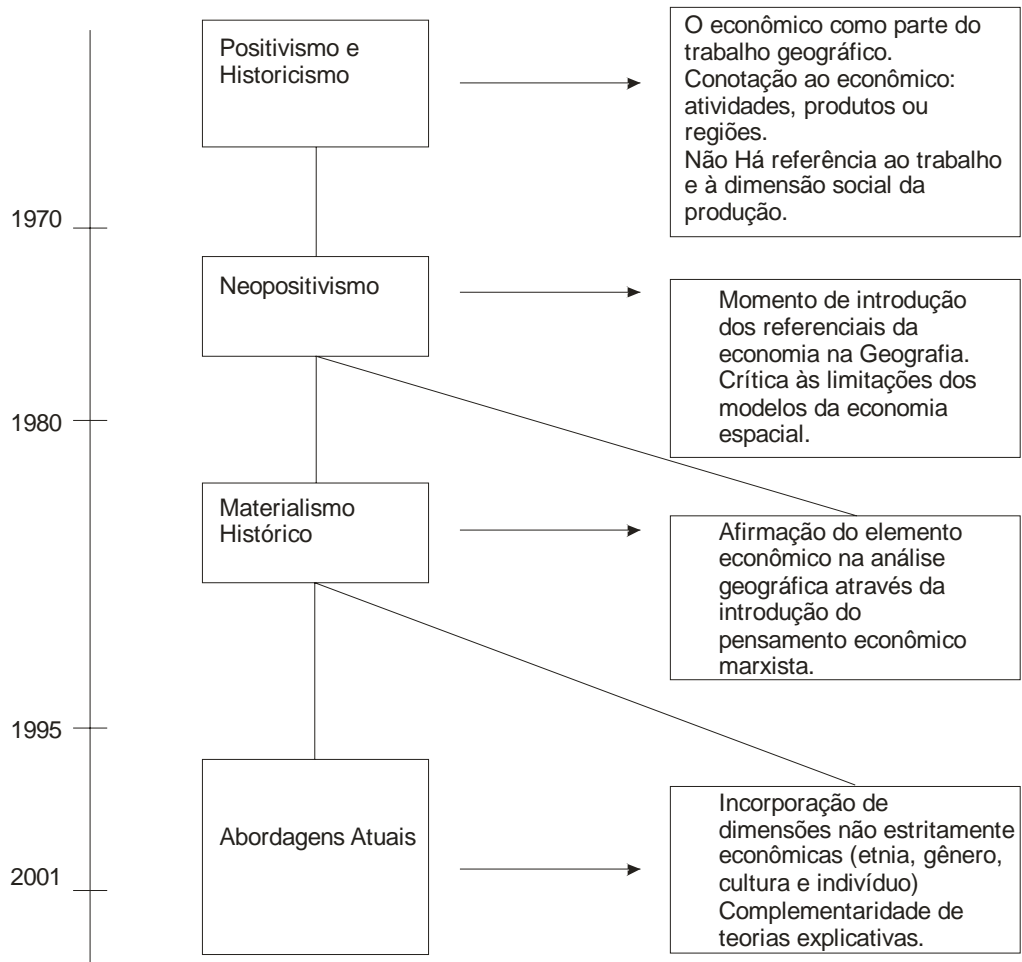 Positivismo e
Historicismo
O econômico como parte do
trabalho geográfico.
Conotação ao econômico:
atividades, produtos ou
regiões.
Não Há referência ao trabalho
e à dimensão social da
produção.
1970
Neopositivismo
Momento de introdução
dos referenciais da
economia na Geografia.
Crítica às limitações dos
modelos da economia
espacial.
1980
Materialismo
Histórico
Afirmação do elemento
econômico na análise
geográfica através da
introdução do
pensamento econômico
marxista.
1995
Abordagens Atuais
Incorporação de
dimensões não estritamente
econômicas (etnia, gênero,
cultura e indivíduo)
Complementaridade de
teorias explicativas.
2001